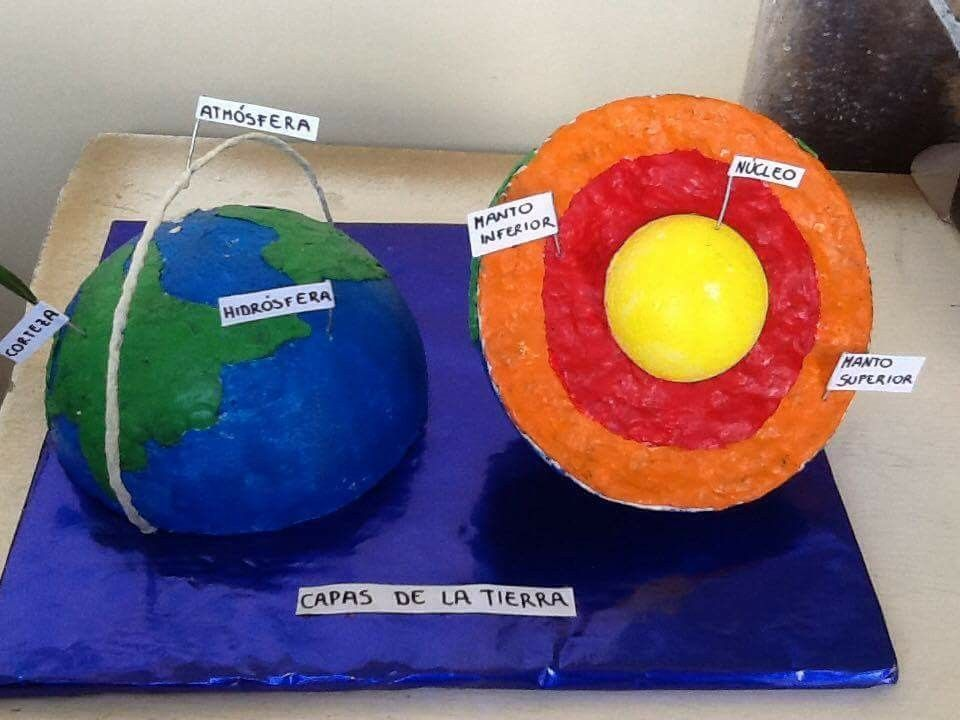 ATMÓSFERA
NÚCLEO
MANTO
INFERIOR
HIDRÓSFERA
CORTEZA
MANTO
SUPERIOR
CAPAS DE LA TIERRA